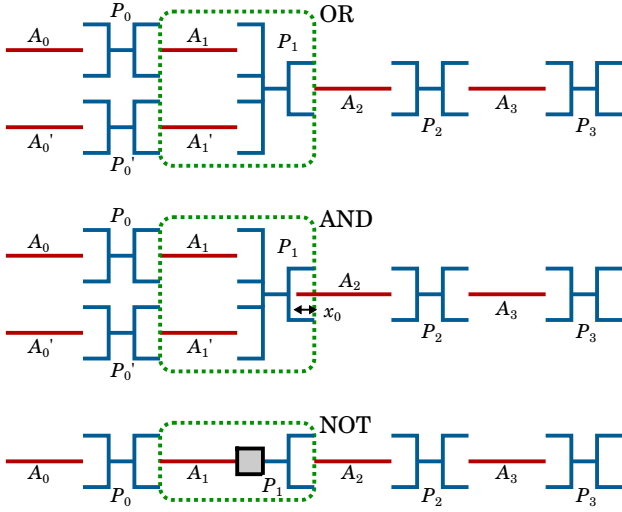 P₀ OR
A₀ A₁ P₁
A₂ A₃
A₀' A₁' P₂ P₃
P₀'
P₀ AND
A₀ A₁ P₁
A₂
x₀ A₃
A₀' A₁' P₂ P₃
P₀'
NOT
A₀ P₀ A₁ P₁ A₂ P₂ A₃ P₃